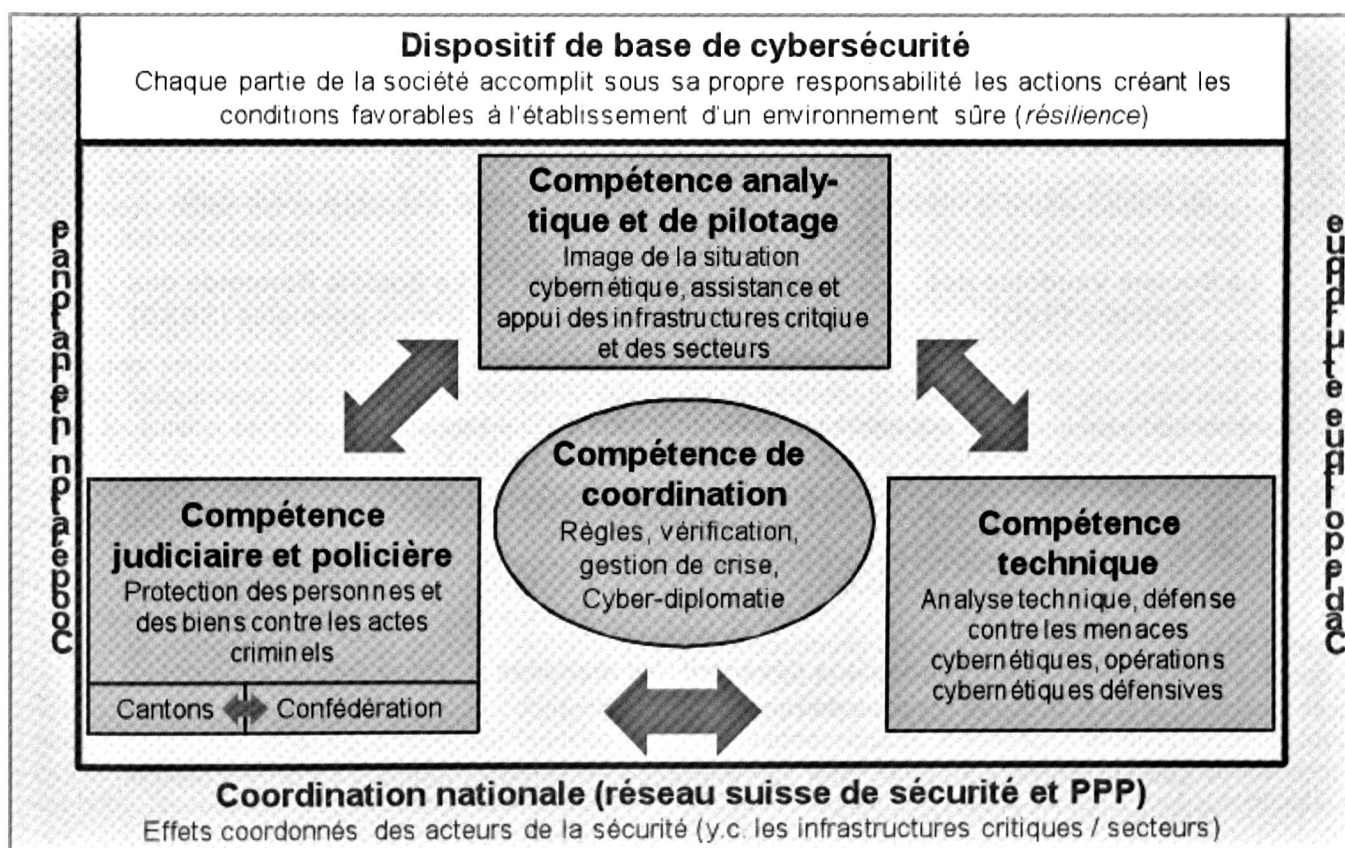 Dispositif de base de cybersécurité
Chaque partie de la société accomplit sous sa propre responsabilité les actions créant les
conditions favorables à l'établissement d'un environnement sûre (résilience)
Compétence analy-
tique et de pilotage
Image de la situation
cybernétique, assistance et
appui des infrastructures critqiue
et des secteurs
Compétence de
coordination
Règles, vérification,
gestion de crise,
Cyber-diplomatie
Compétence
judiciaire et policière
Protection des personnes et
des biens contre les actes
criminels
Cantons
Confédération
Compétence
technique
Analyse technique, défense
contre les menaces
cybernétiques, opérations
cybernétiques défensives
Coordination nationale (réseau suisse de sécurité et PPP)
Effets coordonnés des acteurs de la sécurité (y.c. les infrastructures critiques / secteurs)